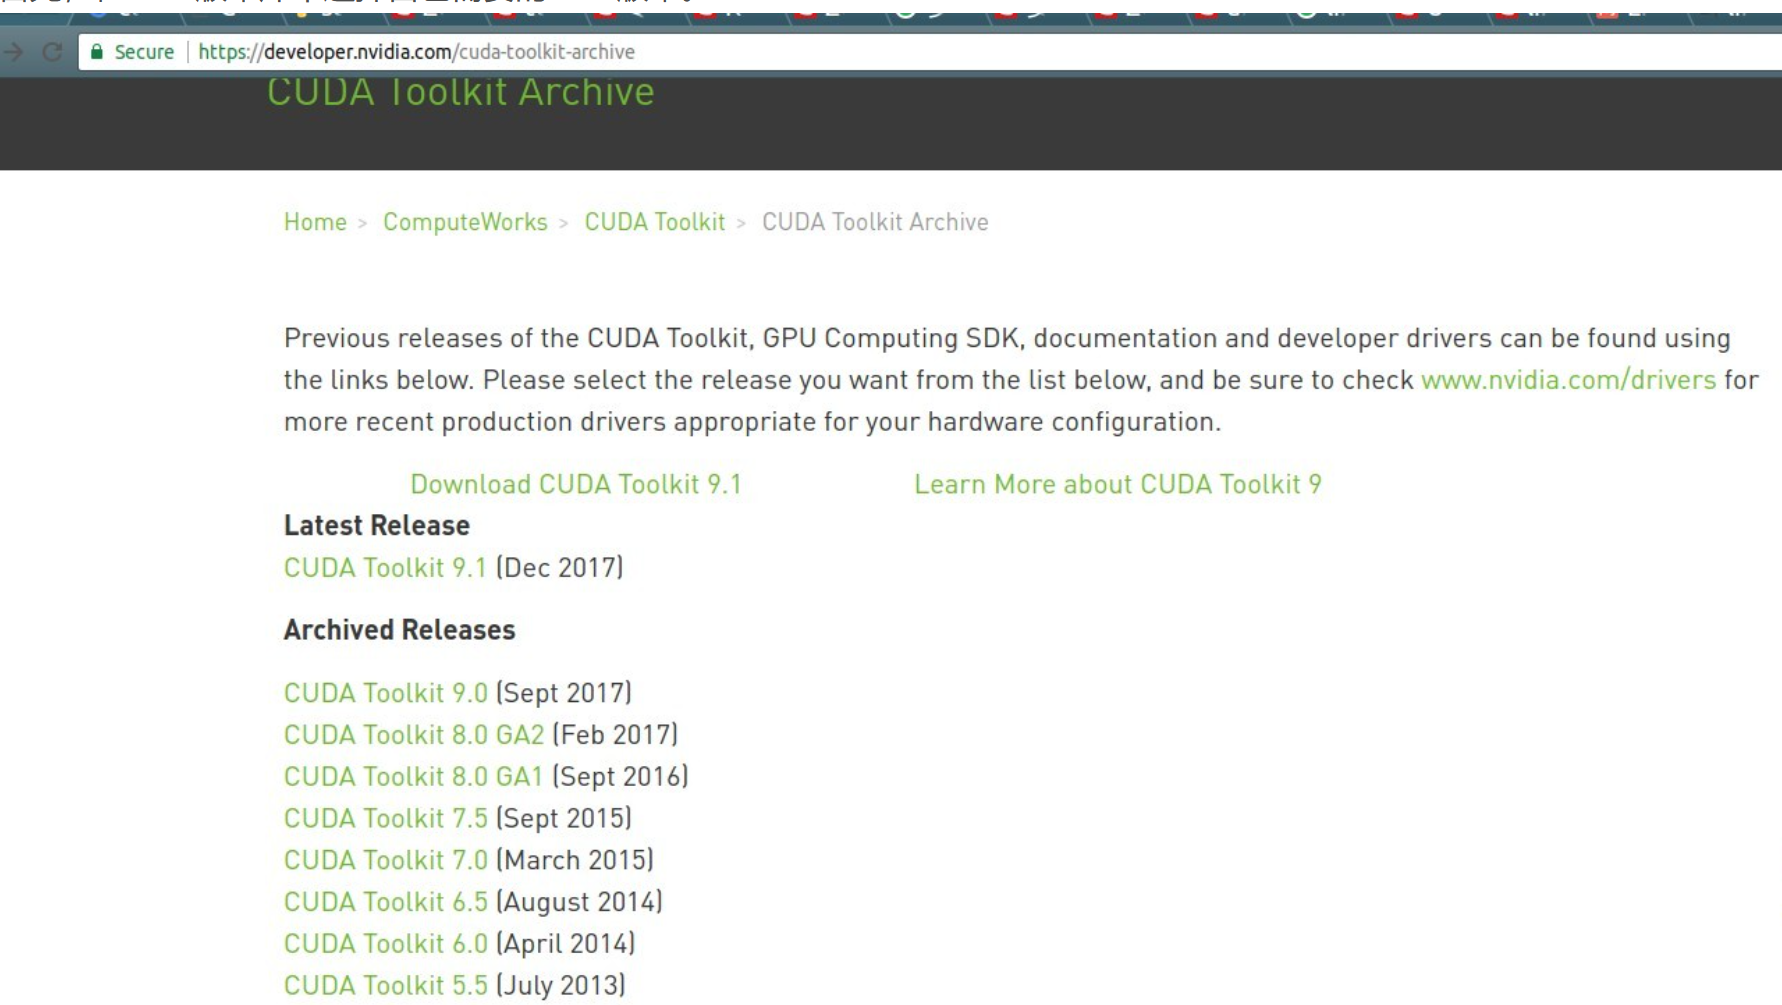 Secure | https://developer.nvidia.com/cuda-toolkit-archive
CUDA Toolkit Archive
Home > ComputeWorks > CUDA Toolkit > CUDA Toolkit Archive
Previous releases of the CUDA Toolkit, GPU Computing SDK, documentation and developer drivers can be found using
the links below. Please select the release you want from the list below, and be sure to check www.nvidia.com/drivers for
more recent production drivers appropriate for your hardware configuration.
Download CUDA Toolkit 9.1 Learn More about CUDA Toolkit 9
Latest Release
CUDA Toolkit 9.1 (Dec 2017)
Archived Releases
CUDA Toolkit 9.0 (Sept 2017)
CUDA Toolkit 8.0 GA2 (Feb 2017)
CUDA Toolkit 8.0 GA1 (Sept 2016)
CUDA Toolkit 7.5 (Sept 2015)
CUDA Toolkit 7.0 (March 2015)
CUDA Toolkit 6.5 (August 2014)
CUDA Toolkit 6.0 (April 2014)
CUDA Toolkit 5.5 (July 2013)